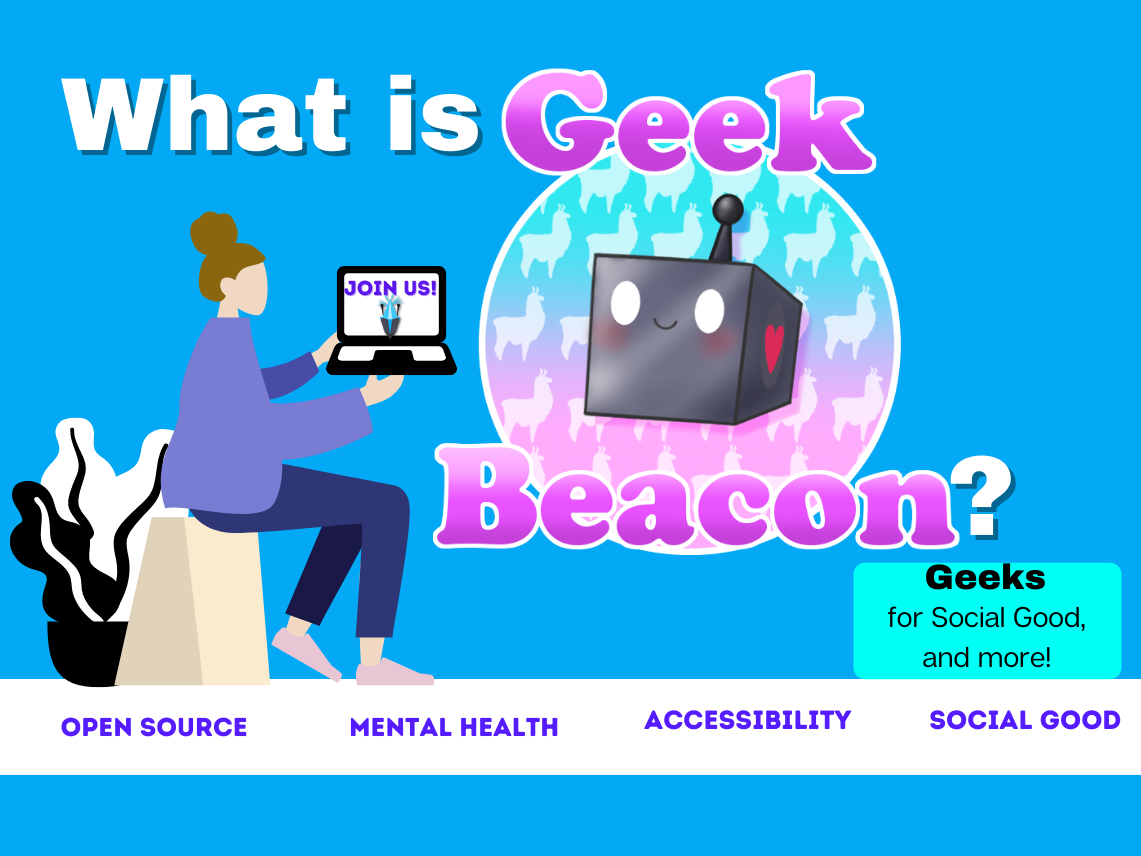 What is Geek
JOIN US!
Beacon?
Geeks
for Social Good,
and more!
OPEN SOURCE
MENTAL HEALTH
ACCESSIBILITY
SOCIAL GOOD